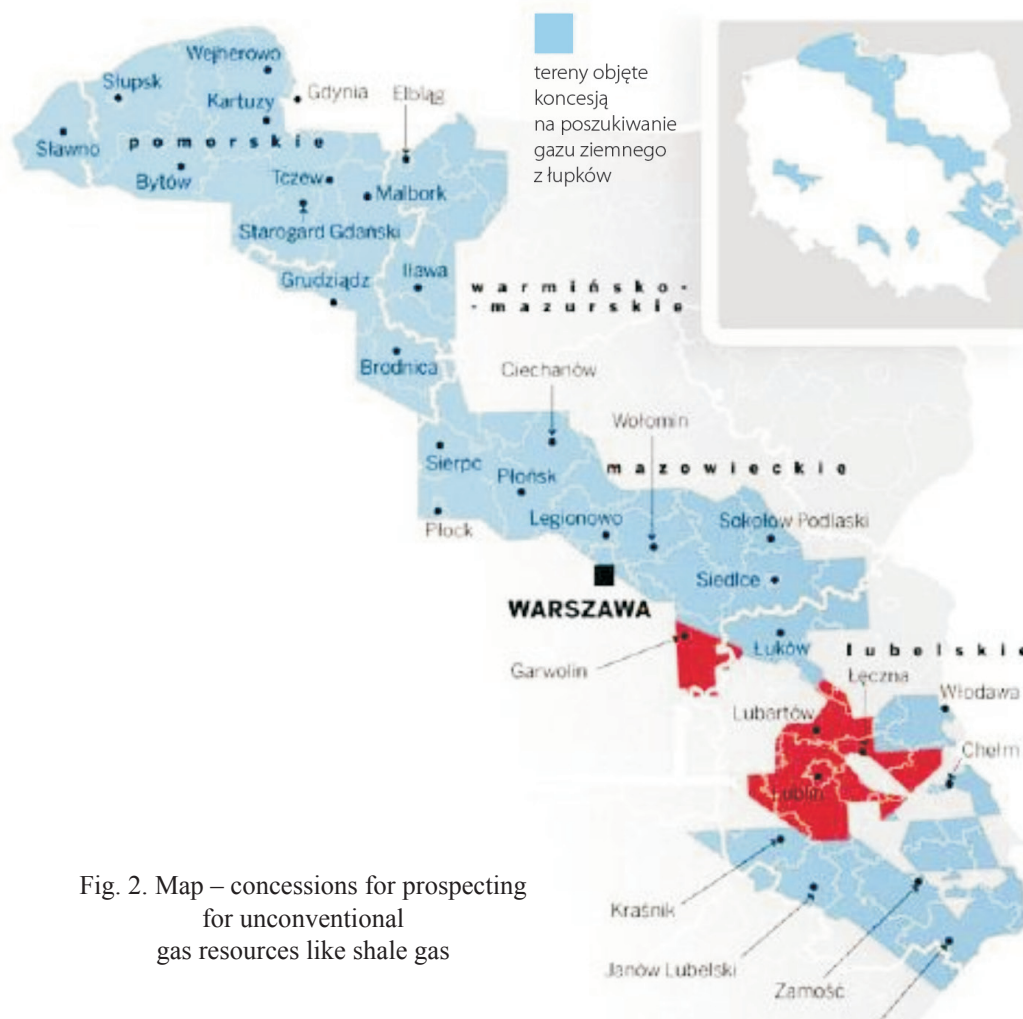 Wejherowo
Słupsk
Gdynia
Elbląg
Kartuzy
Sławno
pomorskie
Bytów
Tczew
Malbork
Starogard Gdański
Grudziądz
Iława
warmińsko-
-mazurskie
Brodnica
Ciechanów
Wołomin
Sierpc
mazowieckie
Płońsk
Płock
Legionowo
Sokołów Podlaski
Siedlce
WARSZAWA
Garwolin
Łuków
lubelskie
Łęczna
Włodawa
Lubartów
Chełm
Lublin
Kraśnik
Janów Lubelski
Zamość
tereny objęte
koncesją
na poszukiwanie
gazu ziemnego
z łupków
Fig. 2. Map – concessions for prospecting
for unconventional
gas resources like shale gas